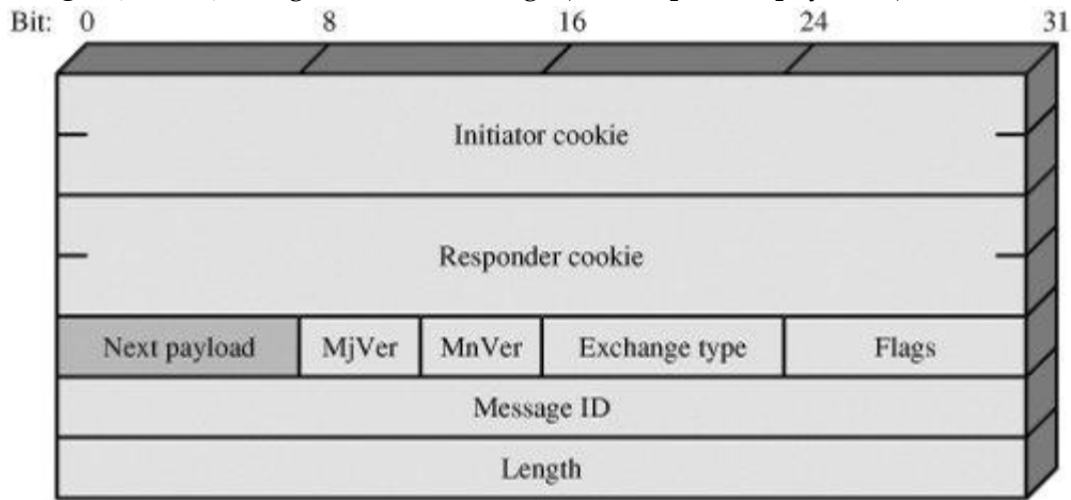 Bit: 0 8 16 24 31
Initiator cookie
Responder cookie
Next payload MjVer MnVer Exchange type Flags
Message ID
Length